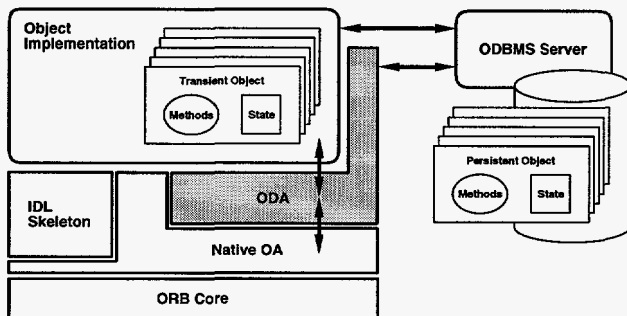 Object
Implementation
Transient Object
Methods
State
ODBMS Server
Persistent Object
Methods
State
IDL
Skeleton
ODA
Native OA
ORB Core